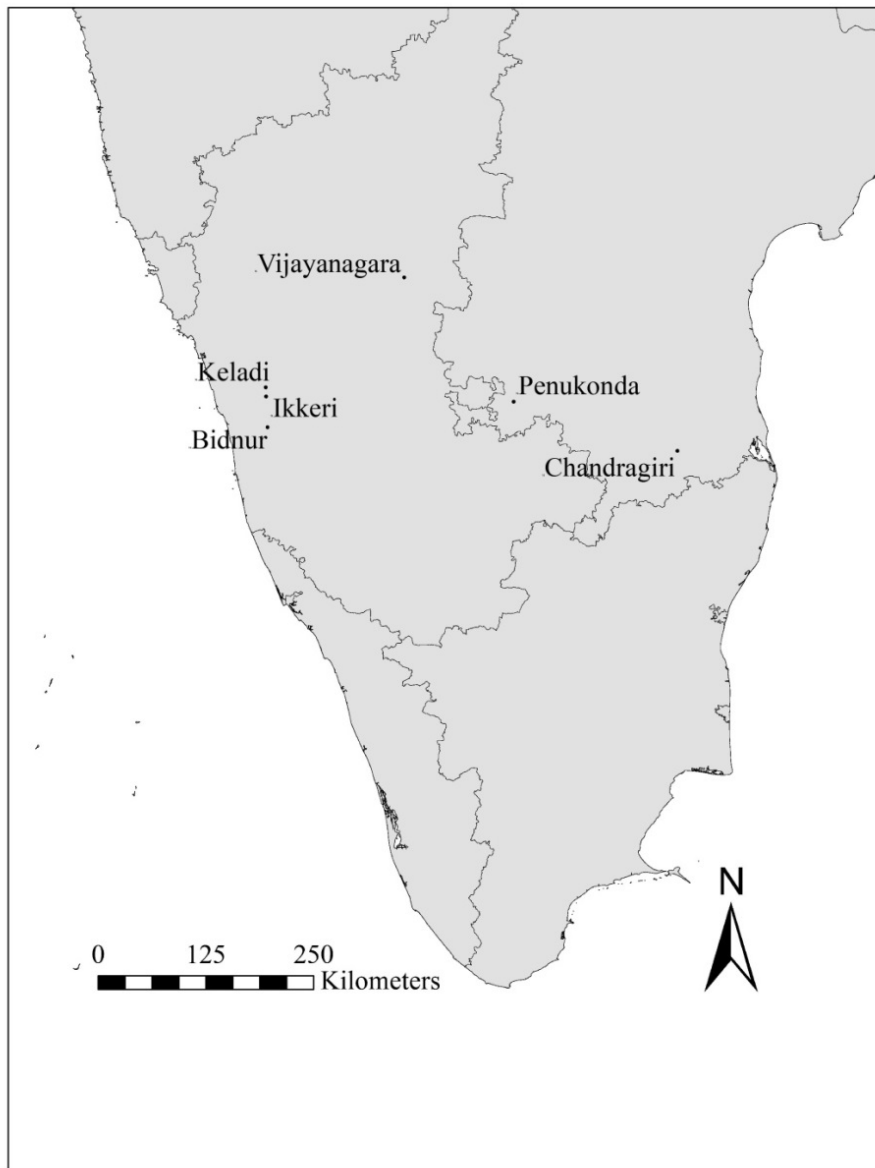 Vijayanagara
Keladi
Ikkeri
Penukonda
Bidnur
Chandragiri
N
0 125 250
Kilometers